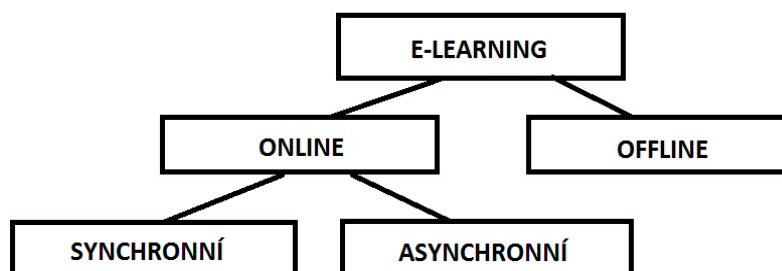 E-LEARNING
ONLINE
OFFLINE
SYNCHRONNÍ
ASYNCHRONNÍ